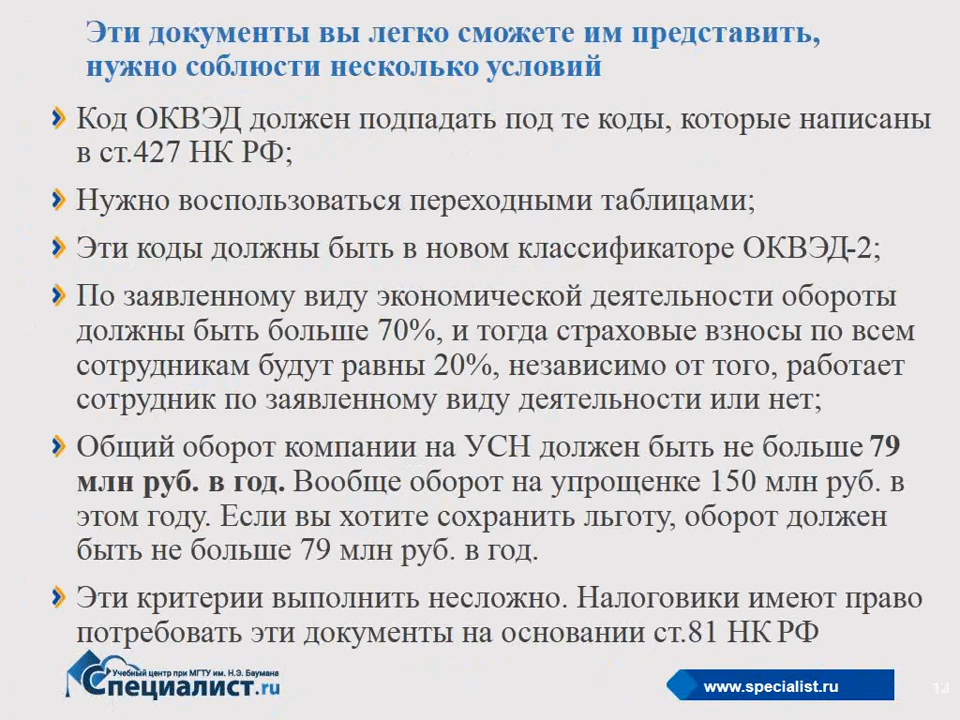 Эти документы вы легко сможете им представить,
нужно соблюсти несколько условий
Код ОКВЭД должен подпадать под те коды, которые написаны
в ст.427 НК РФ;
Нужно воспользоваться переходными таблицами;
Эти коды должны быть в новом классификаторе ОКВЭД-2;
По заявленному виду экономической деятельности обороты
должны быть больше 70%, и тогда страховые взносы по всем
сотрудникам будут равны 20%, независимо от того, работает
сотрудник по заявленному виду деятельности или нет;
Общий оборот компании на УСН должен быть не больше 79
млн руб. в год. Вообще оборот на упрощенке 150 млн руб. в
этом году. Если вы хотите сохранить льготу, оборот должен
быть не больше 79 млн руб. в год.
Эти критерии выполнить несложно. Налоговики имеют право
потребовать эти документы на основании ст.81 НК РФ
Учебный центр при МГТУ им. Н.Э. Баумана
Специалист.ru
www.specialist.ru